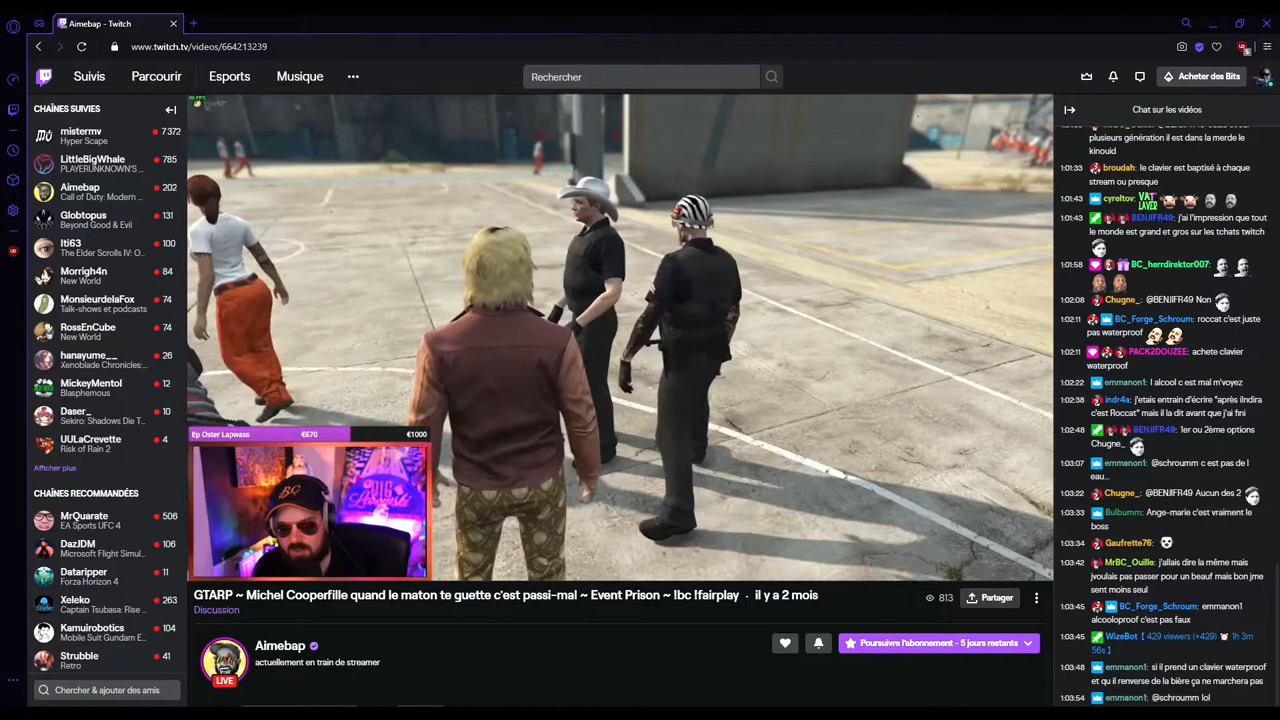 Aimebap - Twitch
www.twitch.tv/videos/664213239
Suivis
Parcourir
Esports
Musique
Rechercher
Acheter des Bits
CHAÎNES SUIVIES
mistermv
7372
Hyper Scape
LittleBigWhale
785
PLAYERUNKNOWN'S ...
Aimebap
202
Call of Duty: Modern ...
Globtopus
131
Beyond Good & Evil
Iti63
100
The Elder Scrolls IV: O...
Morrigh4n
84
New World
MonsieurdelaFox
74
Talk-shows et podcasts
RossEnCube
74
New World
hanayume__
26
Xenoblade Chronicles:...
MickeyMentol
12
Blasphemous
Daser_
10
Sekiro: Shadows Die T...
UULaCrevette
4
Risk of Rain 2
Afficher plus
CHAÎNES RECOMMANDÉES
MrQuarate
506
EA Sports UFC 4
DazJDM
106
Microsoft Flight Simul...
Dataripper
11
Forza Horizon 4
Xeleko
263
Captain Tsubasa: Rise ...
Kamuirobotics
104
Mobile Suit Gundam E...
Strubble
41
Retro
Chercher & ajouter des amis
FiveM
Ep Oster Lapwass
€670
€1000
BC
BIG
Lebowski
GTARP ~ Michel Cooperfille quand le maton te guette c'est passi-mal ~ Event Prison ~ !bc !fairplay · il y a 2 mois
Discussion
813
Partager
Aimebap
actuellement en train de streamer
LIVE
Poursuivre l'abonnement - 5 jours restants
Chat sur les vidéos
plusieurs génération il est dans la merde le
kinouid
1:01:33 broudah: le clavier est baptisé à chaque
stream ou presque
1:01:43 cyreltov: VAT LAVER
1:01:43 BENJIFR49: j'ai l'impression que tout
le monde est grand et gros sur les tchats twitch
1:01:58 BC_herrdirektor007:
1:02:08 Chugne_: @BENJIFR49 Non
1:02:11 BC_Forge_Schroum: roccat c'est juste
pas waterproof
1:02:11 PACK2DOUZEE: achete clavier
waterproof
1:02:22 emmanon1: l alcool c est mal m'voyez
1:02:38 indr4a: j'etais entrain d'écrire "après ilndira
c'est Roccat" mais il la dit avant que j'ai fini
1:02:48 BENJIFR49: 1er ou 2ème options
Chugne_
1:03:07 emmanon1: @schroumm c est pas de l
eau...
1:03:22 Chugne_: @BENJIFR49 Aucun des 2
1:03:33 Bulbumm: Ange-marie c'est vraiment le
boss
1:03:34 Gaufrette76:
1:03:42 MrBC_Ouille: j'allais dire la même mais
jvoulais pas passer pour un beauf mais bon jme
sent moins seul
1:03:45 BC_Forge_Schroum: emmanon1
alcooloproof c'est pas faux
1:03:45 WizeBot: [ 429 viewers (+429) 1h 3m
56s ]
1:03:48 emmanon1: si il prend un clavier waterproof
et qu il renverse de la bière ça ne marchera pas
1:03:54 emmanon1: @schroumm lol